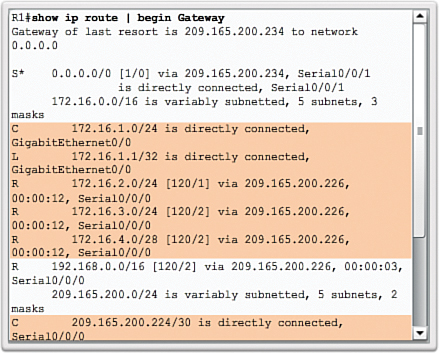 R1#show ip route | begin Gateway
Gateway of last resort is 209.165.200.234 to network
0.0.0.0
S* 0.0.0.0/0 [1/0] via 209.165.200.234, Serial0/0/1
is directly connected, Serial0/0/1
172.16.0.0/16 is variably subnetted, 5 subnets, 3
masks
C 172.16.1.0/24 is directly connected,
GigabitEthernet0/0
L 172.16.1.1/32 is directly connected,
GigabitEthernet0/0
R 172.16.2.0/24 [120/1] via 209.165.200.226,
00:00:12, Serial0/0/0
R 172.16.3.0/24 [120/2] via 209.165.200.226,
00:00:12, Serial0/0/0
R 172.16.4.0/28 [120/2] via 209.165.200.226,
00:00:12, Serial0/0/0
R 192.168.0.0/16 [120/2] via 209.165.200.226, 00:00:03,
Serial0/0/0
209.165.200.0/24 is variably subnetted, 5 subnets, 2
masks
C 209.165.200.224/30 is directly connected,
Serial0/0/0